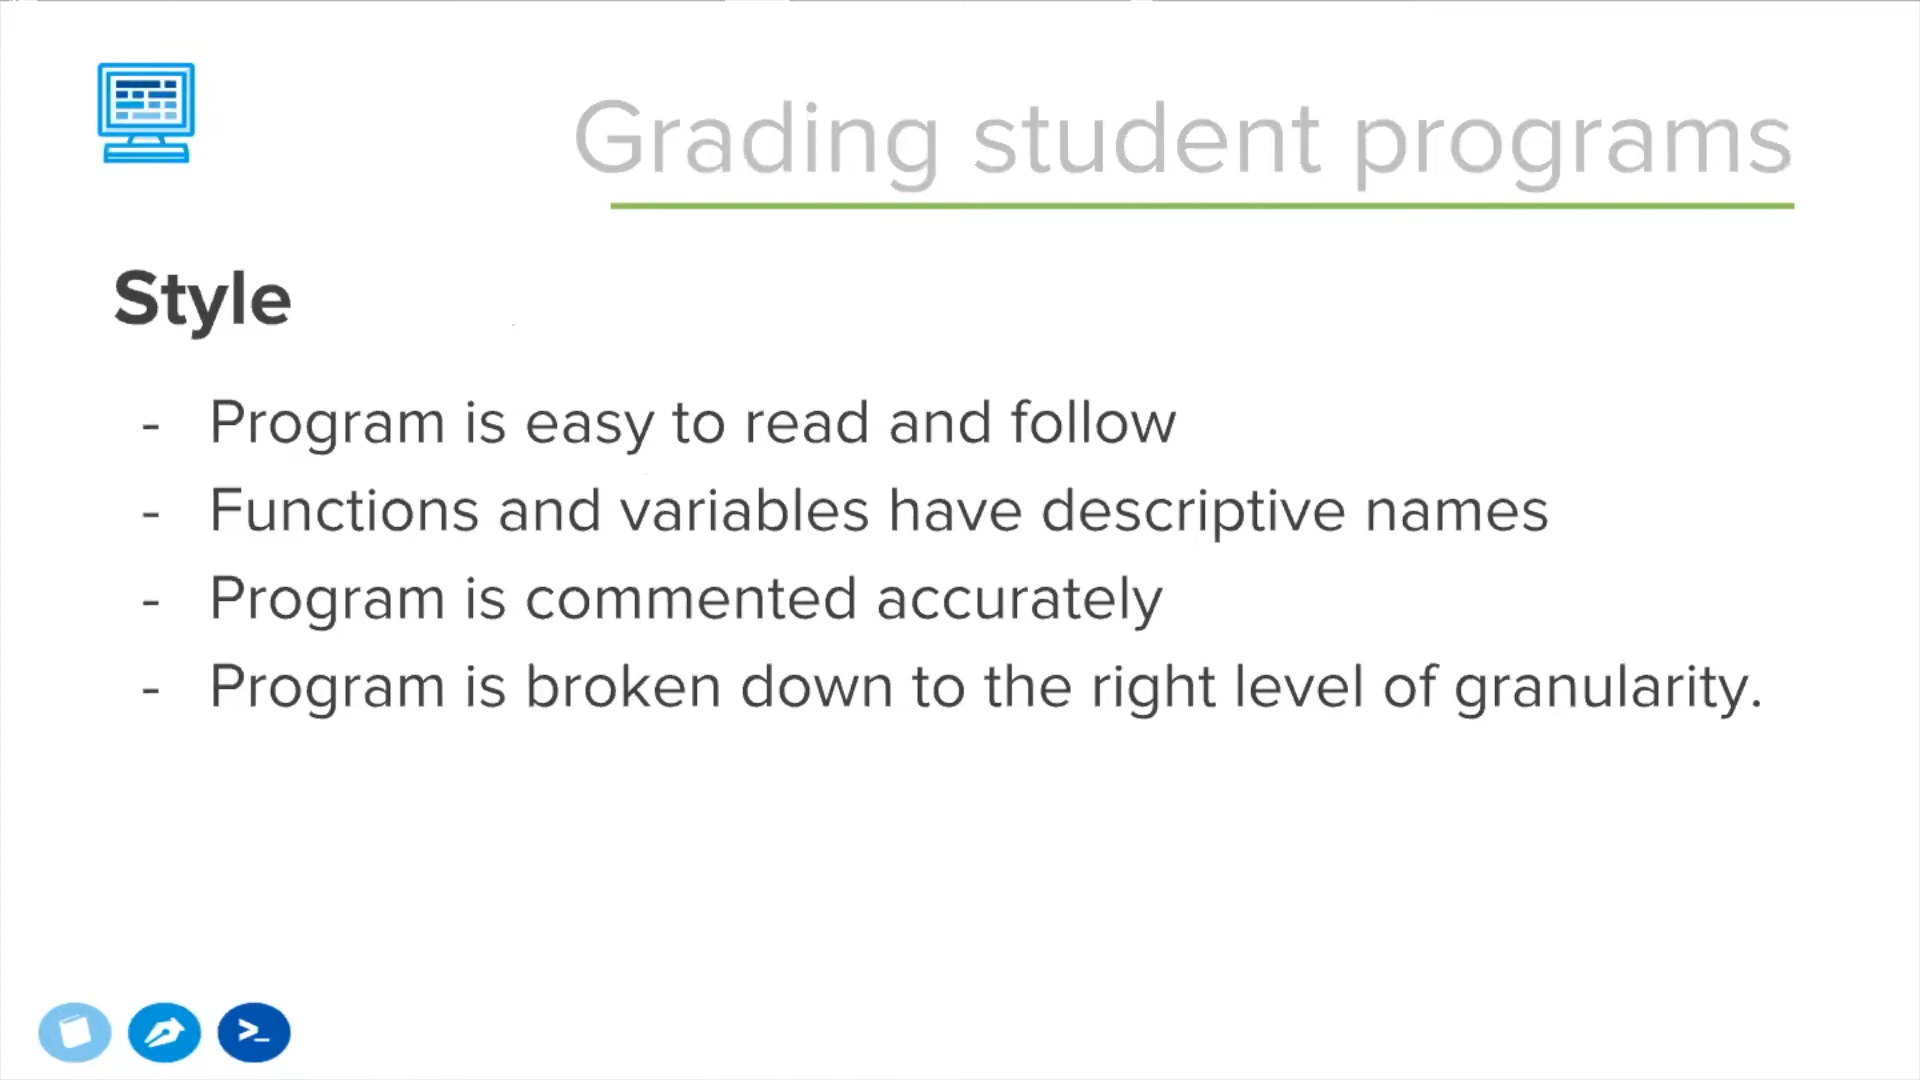 Grading student programs
Style
- Program is easy to read and follow
- Functions and variables have descriptive names
- Program is commented accurately
- Program is broken down to the right level of granularity.